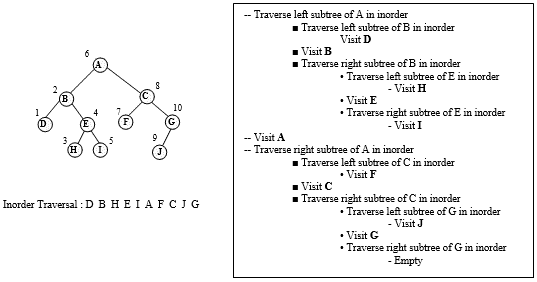 6
A
2
B
8
C
1
D
4
E
7
F
10
G
3
H
I
5
9
J
Inorder Traversal : D B H E I A F C J G
-- Traverse left subtree of A in inorder
■ Traverse left subtree of B in inorder
Visit D
■ Visit B
■ Traverse right subtree of B in inorder
• Traverse left subtree of E in inorder
- Visit H
• Visit E
• Traverse right subtree of E in inorder
- Visit I
-- Visit A
-- Traverse right subtree of A in inorder
■ Traverse left subtree of C in inorder
• Visit F
■ Visit C
■ Traverse right subtree of C in inorder
• Traverse left subtree of G in inorder
- Visit J
• Visit G
• Traverse right subtree of G in inorder
- Empty